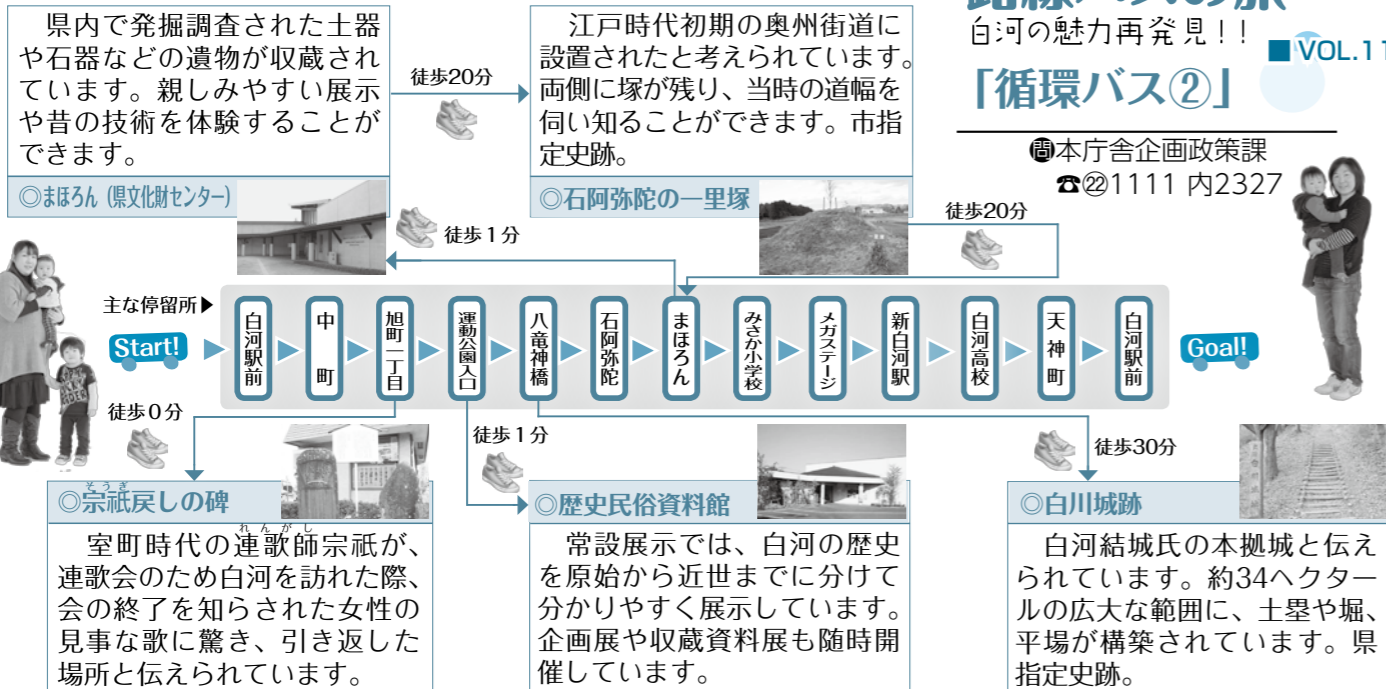 白河の魅力再発見!!
■VOL.11
「循環バス②」
問本庁舎企画政策課
☎㉒1111 内2327
県内で発掘調査された土器
や石器などの遺物が収蔵され
ています。親しみやすい展示
や昔の技術を体験することが
できます。
◎まほろん(県文化財センター)
徒歩20分
江戸時代初期の奥州街道に
設置されたと考えられています。
両側に塚が残り、当時の道幅を
伺い知ることができます。市指
定史跡。
◎石阿弥陀の一里塚
徒歩20分
徒歩1分
主な停留所▶
Start!
白河駅前
中町
旭町一丁目
運動公園入口
八竜神橋
石阿弥陀
まほろん
みさか小学校
メガステージ
新白河駅
白河高校
天神町
白河駅前
Goal!
徒歩0分
そうぎ
◎宗祇戻しの碑
れんがし
室町時代の連歌師宗祇が、
連歌会のため白河を訪れた際、
会の終了を知らされた女性の
見事な歌に驚き、引き返した
場所と伝えられています。
徒歩1分
◎歴史民俗資料館
常設展示では、白河の歴史
を原始から近世までに分けて
分かりやすく展示しています。
企画展や収蔵資料展も随時開
催しています。
徒歩30分
◎白川城跡
白河結城氏の本拠城と伝え
られています。約34ヘクター
ルの広大な範囲に、土塁や堀、
平場が構築されています。県
指定史跡。